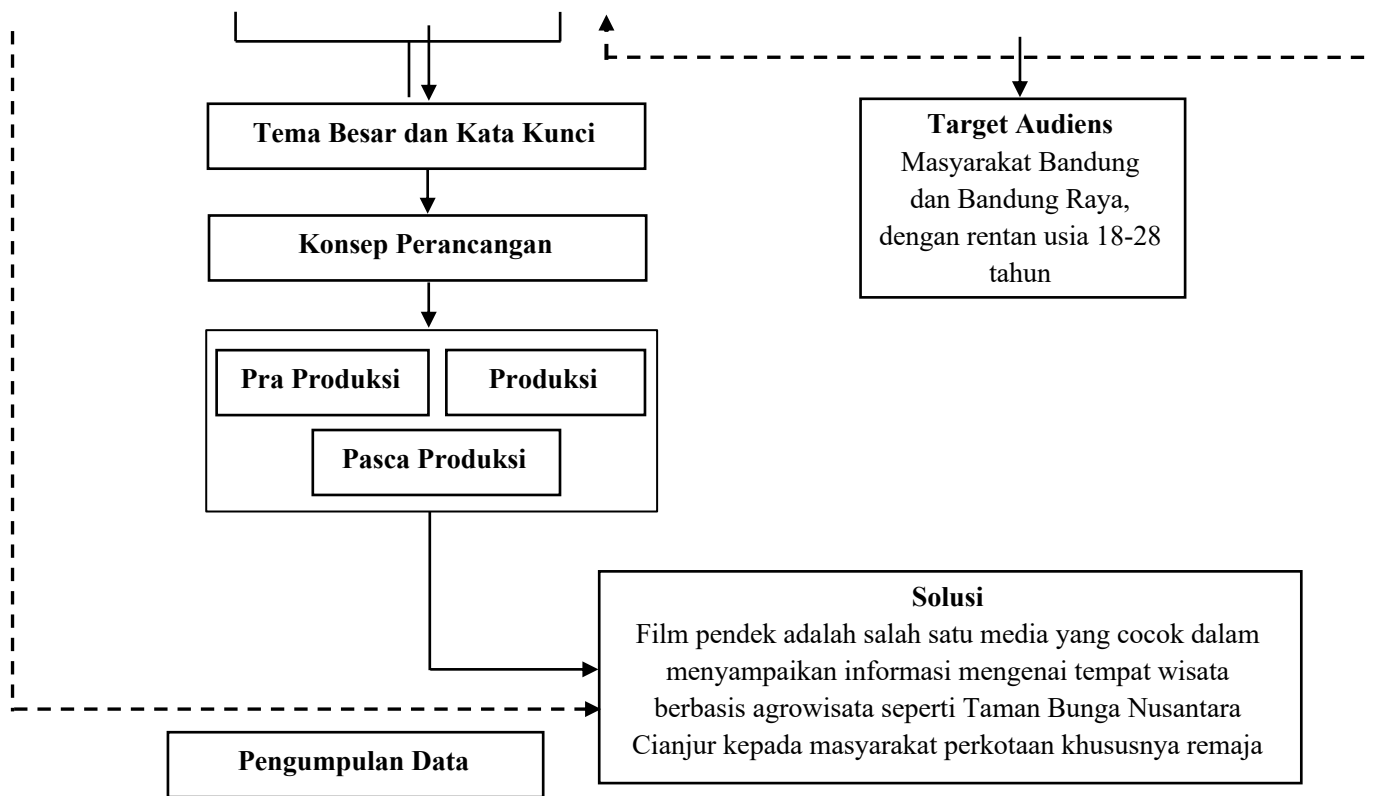 Tema Besar dan Kata Kunci
Target Audiens
Masyarakat Bandung
dan Bandung Raya,
dengan rentan usia 18-28
tahun
Konsep Perancangan
Pra Produksi
Produksi
Pasca Produksi
Solusi
Film pendek adalah salah satu media yang cocok dalam
menyampaikan informasi mengenai tempat wisata
berbasis agrowisata seperti Taman Bunga Nusantara
Cianjur kepada masyarakat perkotaan khususnya remaja
Pengumpulan Data